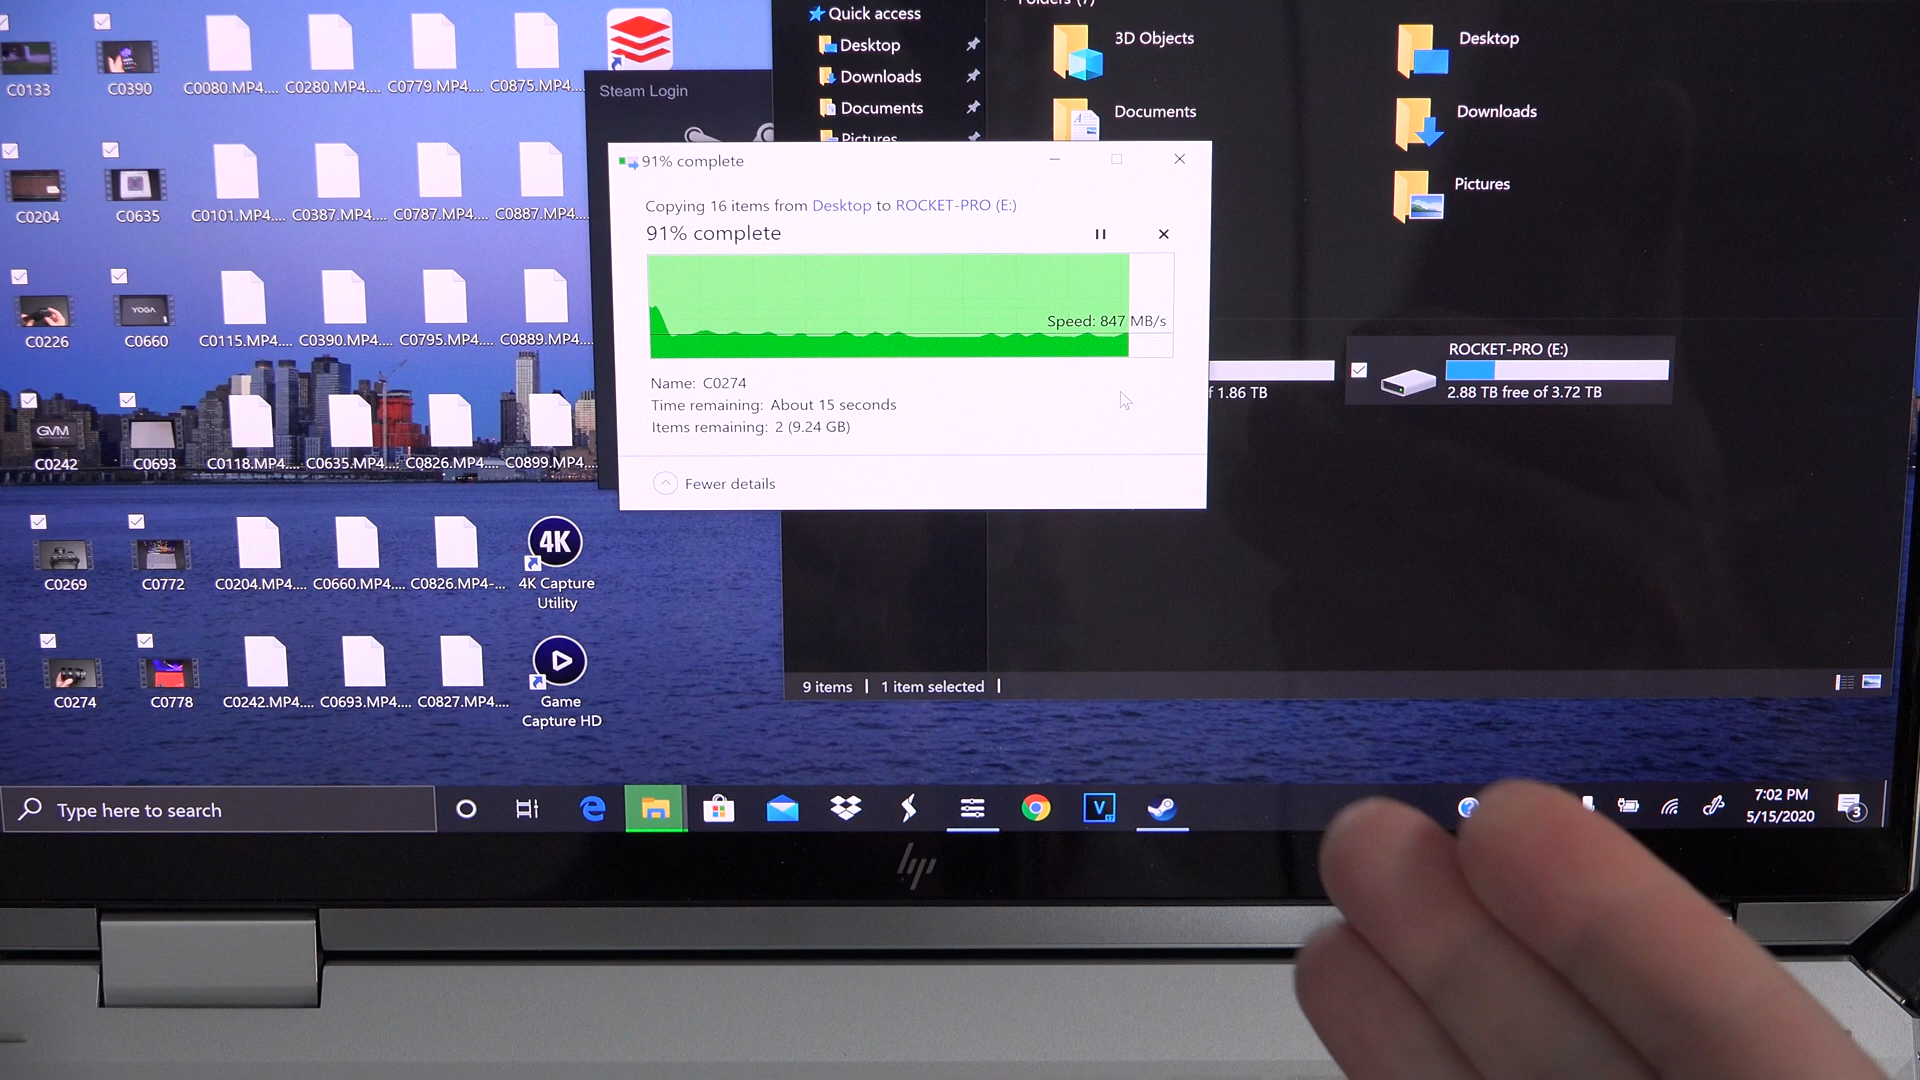 Quick access
Desktop
Downloads
Documents
Pictures
Folders (7)
3D Objects
Desktop
Documents
Downloads
Pictures
Steam Login
C0133
C0390
C0080.MP4....
C0280.MP4....
C0779.MP4....
C0875.MP4....
C0204
C0635
C0101.MP4....
C0387.MP4....
C0787.MP4....
C0887.MP4....
YOGA
C0226
C0660
C0115.MP4....
C0390.MP4....
C0795.MP4....
C0889.MP4....
GVM
C0242
C0693
C0118.MP4....
C0635.MP4....
C0826.MP4....
C0899.MP4....
C0269
C0772
C0204.MP4....
C0660.MP4....
C0826.MP4-...
4K
4K Capture
Utility
C0274
C0778
C0242.MP4....
C0693.MP4....
C0827.MP4....
Game
Capture HD
91% complete
Copying 16 items from Desktop to ROCKET-PRO (E:)
91% complete
Speed: 847 MB/s
Name: C0274
Time remaining: About 15 seconds
Items remaining: 2 (9.24 GB)
Fewer details
f 1.86 TB
ROCKET-PRO (E:)
2.88 TB free of 3.72 TB
9 items
1 item selected
Type here to search
V
17
7:02 PM
5/15/2020
3
hp